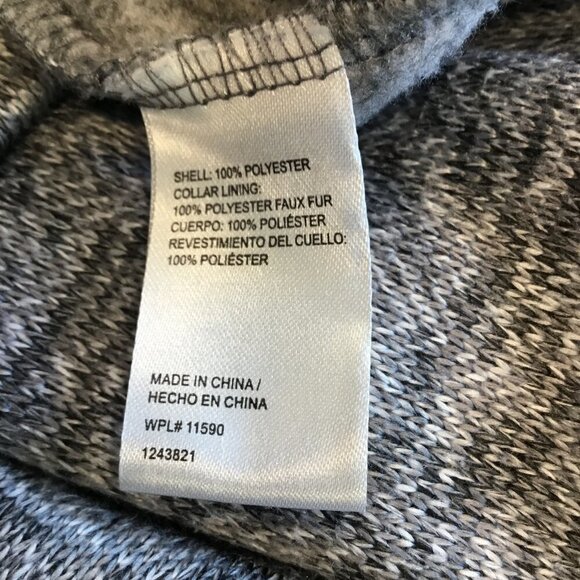 SHELL: 100% POLYESTER
COLLAR LINING:
100% POLYESTER FAUX FUR
CUERPO: 100% POLIÉSTER
REVESTIMIENTO DEL CUELLO:
100% POLIÉSTER
MADE IN CHINA /
HECHO EN CHINA
WPL# 11590
1243821